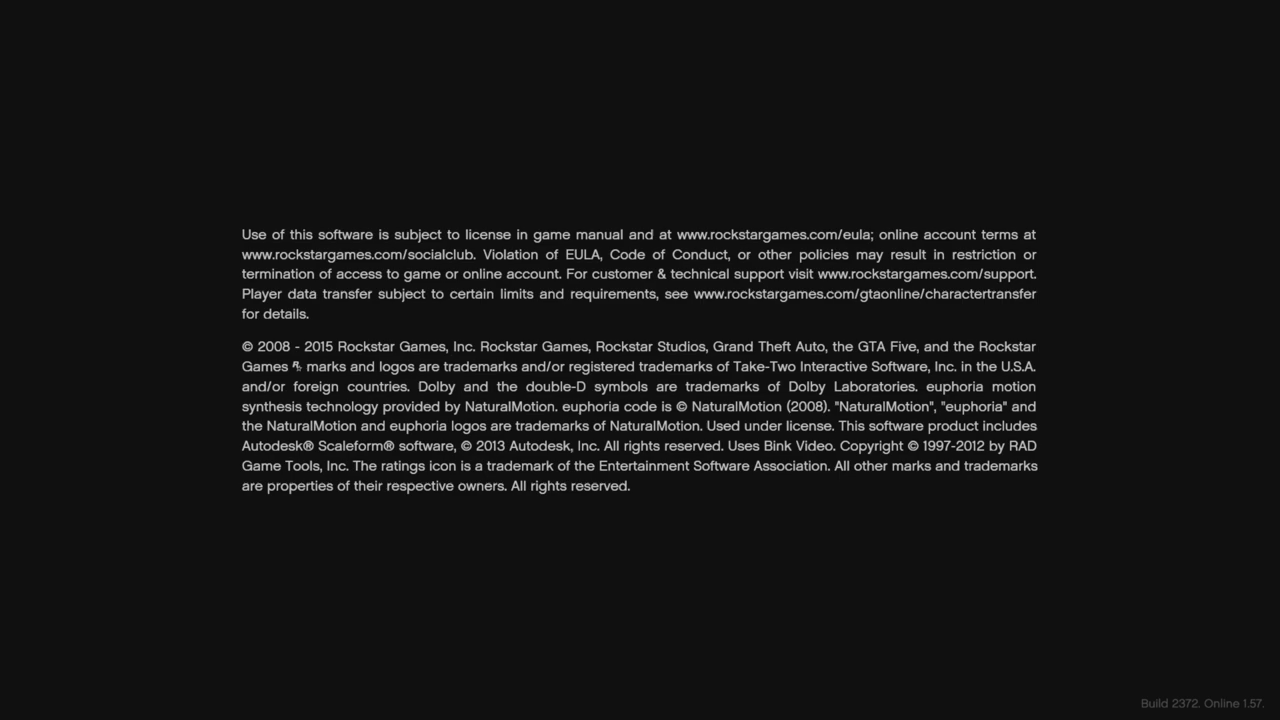 Use of this software is subject to license in game manual and at www.rockstargames.com/eula; online account terms at
www.rockstargames.com/socialclub. Violation of EULA, Code of Conduct, or other policies may result in restriction or
termination of access to game or online account. For customer & technical support visit www.rockstargames.com/support.
Player data transfer subject to certain limits and requirements, see www.rockstargames.com/gtaonline/charactertransfer
for details.
© 2008 - 2015 Rockstar Games, Inc. Rockstar Games, Rockstar Studios, Grand Theft Auto, the GTA Five, and the Rockstar
Games R* marks and logos are trademarks and/or registered trademarks of Take-Two Interactive Software, Inc. in the U.S.A.
and/or foreign countries. Dolby and the double-D symbols are trademarks of Dolby Laboratories. euphoria motion
synthesis technology provided by NaturalMotion. euphoria code is © NaturalMotion (2008). "NaturalMotion", "euphoria" and
the NaturalMotion and euphoria logos are trademarks of NaturalMotion. Used under license. This software product includes
Autodesk® Scaleform® software, © 2013 Autodesk, Inc. All rights reserved. Uses Bink Video. Copyright © 1997-2012 by RAD
Game Tools, Inc. The ratings icon is a trademark of the Entertainment Software Association. All other marks and trademarks
are properties of their respective owners. All rights reserved.
Build 2372. Online 1.57.